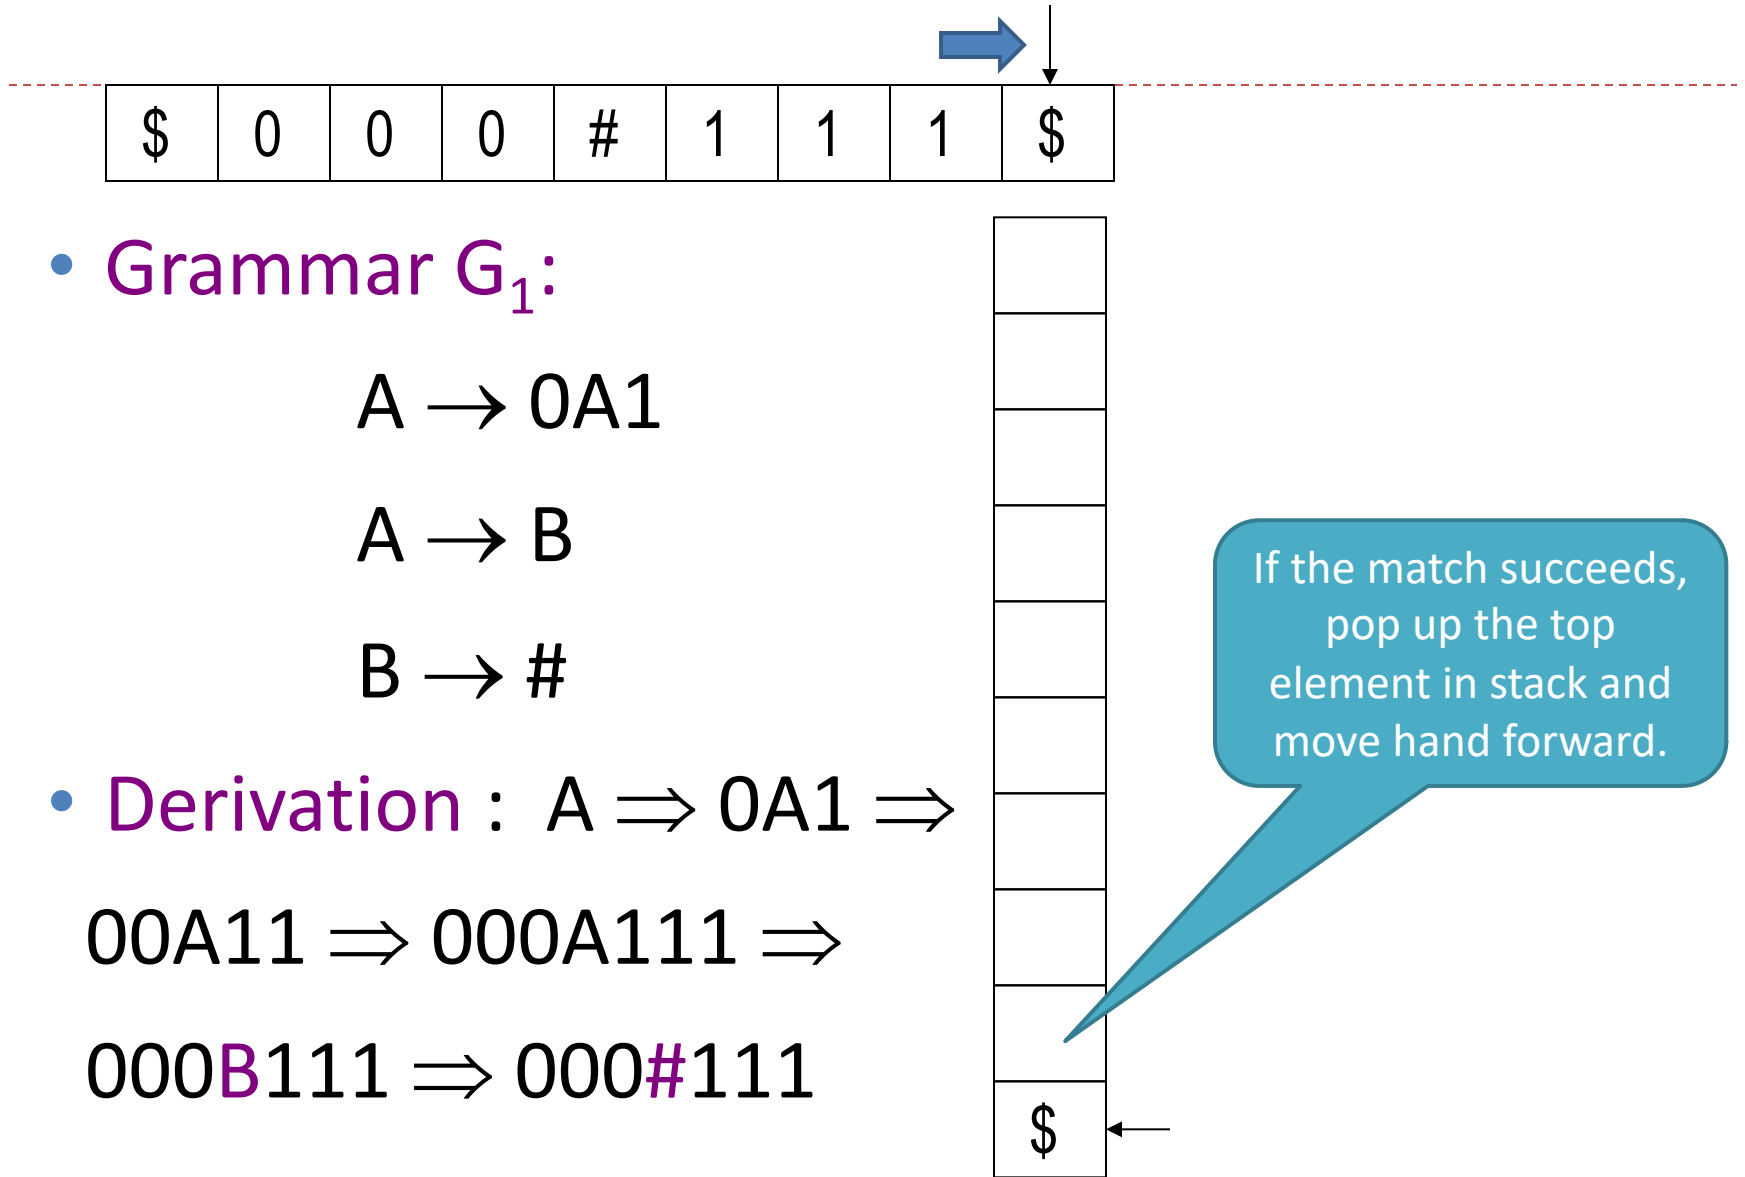 $ 0 0 0 # 1 1 1 $
• Grammar G₁:
A → 0A1
A → B
B → #
• Derivation : A ⇒ 0A1 ⇒
00A11 ⇒ 000A111 ⇒
000B111 ⇒ 000#111
If the match succeeds,
pop up the top
element in stack and
move hand forward.
$